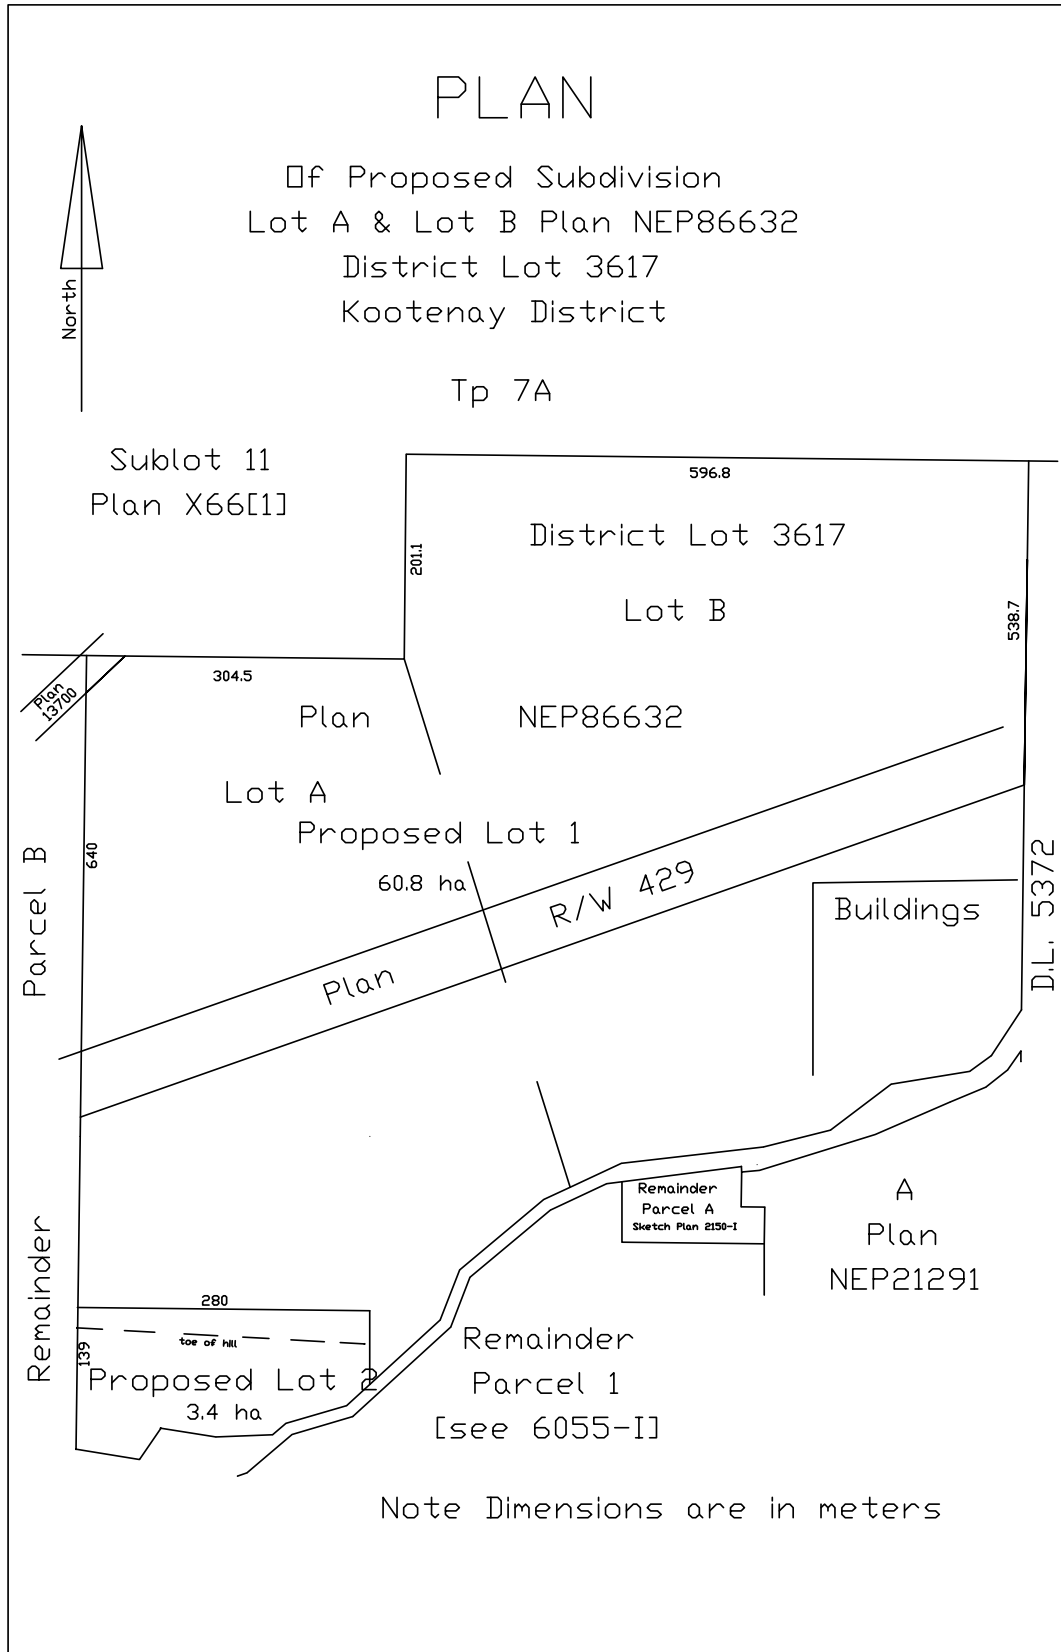 PLAN
Of Proposed Subdivision
Lot A & Lot B Plan NEP86632
District Lot 3617
Kootenay District
North
Tp 7A
Sublot 11
Plan X66[1]
596.8
District Lot 3617
201.1
Lot B
538.7
304.5
Plan
13700
Plan NEP86632
Lot A
Proposed Lot 1
60.8 ha
640
Parcel B
Plan R/W 429
Buildings
D.L. 5372
Remainder
Parcel A
Sketch Plan 2150-I
A
Plan
NEP21291
Remainder
280
toe of hill
139
Proposed Lot 2
3.4 ha
Remainder
Parcel 1
[see 6055-I]
Note Dimensions are in meters